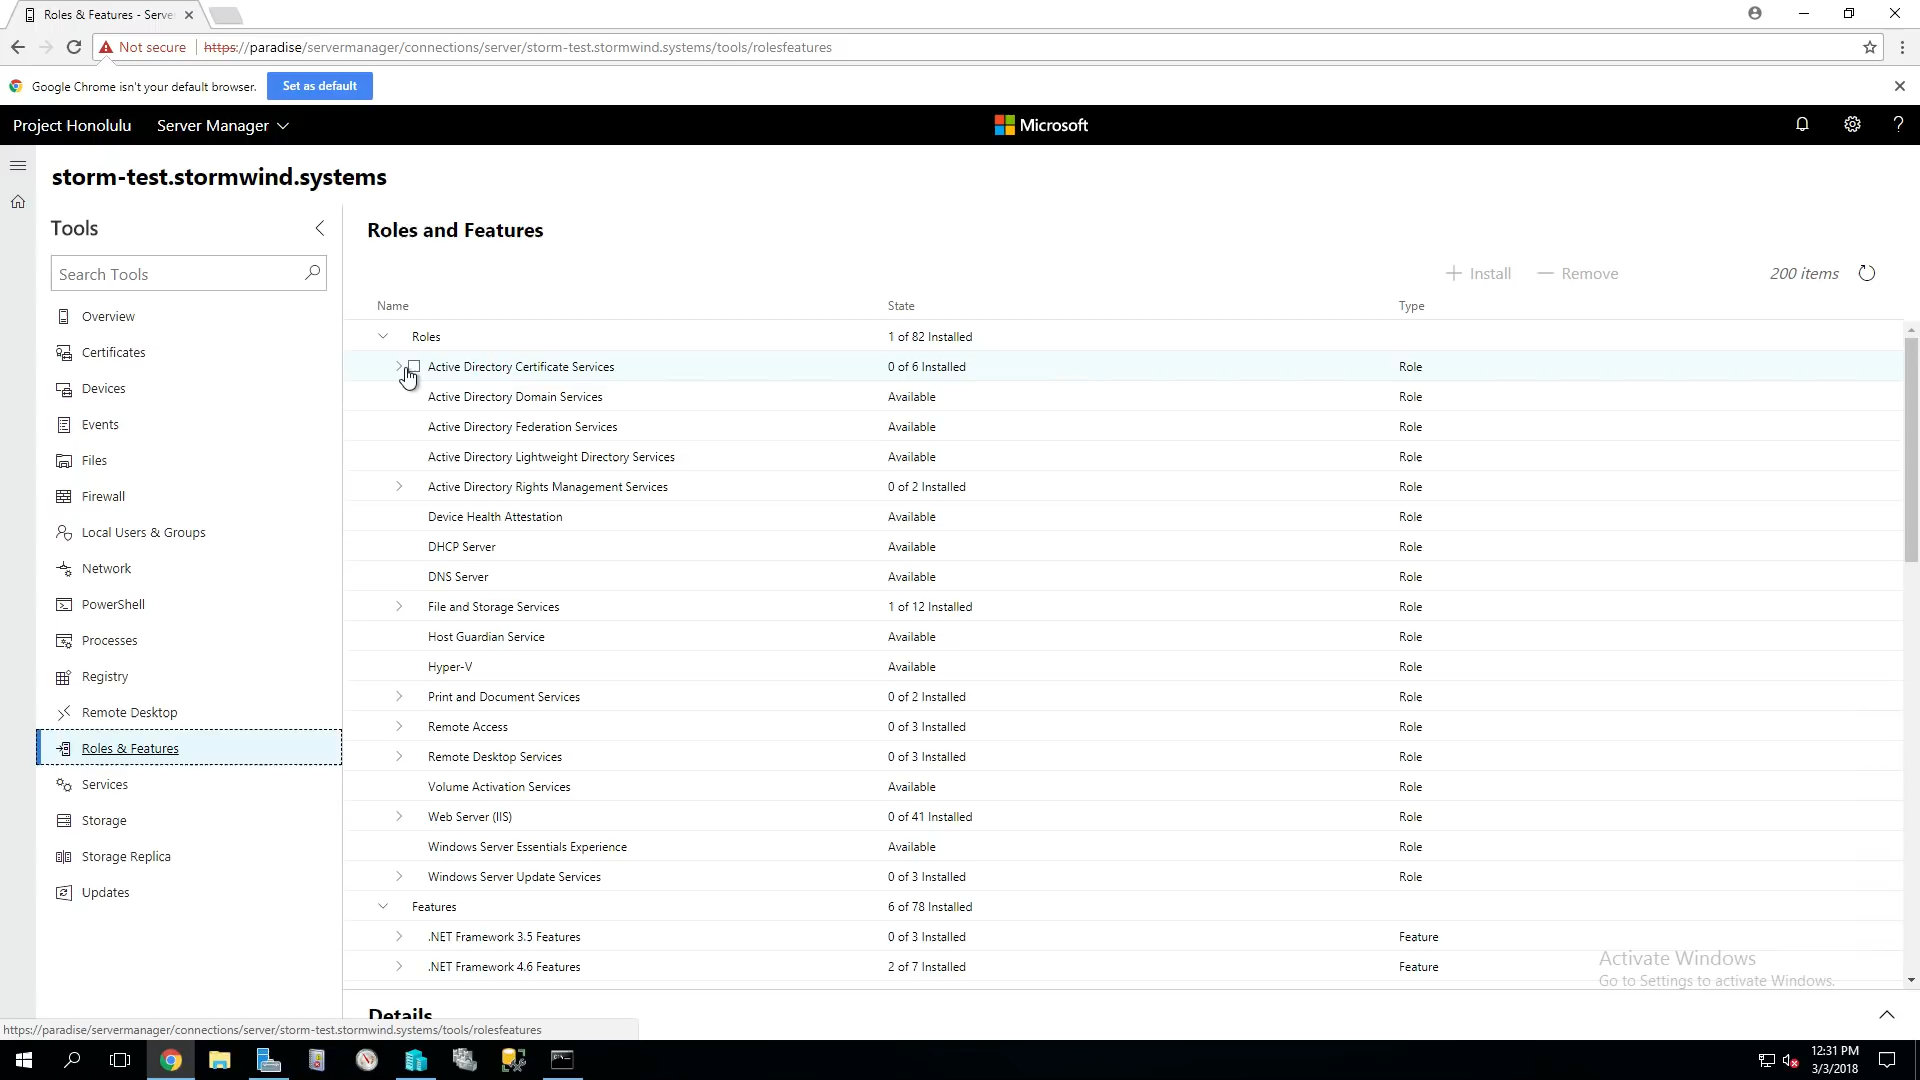 Roles & Features - Serve
Not secure https://paradise/servermanager/connections/server/storm-test.stormwind.systems/tools/rolesfeatures
Google Chrome isn't your default browser. Set as default
Project Honolulu Server Manager Microsoft ?
storm-test.stormwind.systems
Tools
Search Tools
Overview
Certificates
Devices
Events
Files
Firewall
Local Users & Groups
Network
PowerShell
Processes
Registry
Remote Desktop
Roles & Features
Services
Storage
Storage Replica
Updates
Roles and Features
Install Remove 200 items
Name State Type
Roles 1 of 82 Installed
Active Directory Certificate Services 0 of 6 Installed Role
Active Directory Domain Services Available Role
Active Directory Federation Services Available Role
Active Directory Lightweight Directory Services Available Role
Active Directory Rights Management Services 0 of 2 Installed Role
Device Health Attestation Available Role
DHCP Server Available Role
DNS Server Available Role
File and Storage Services 1 of 12 Installed Role
Host Guardian Service Available Role
Hyper-V Available Role
Print and Document Services 0 of 2 Installed Role
Remote Access 0 of 3 Installed Role
Remote Desktop Services 0 of 3 Installed Role
Volume Activation Services Available Role
Web Server (IIS) 0 of 41 Installed Role
Windows Server Essentials Experience Available Role
Windows Server Update Services 0 of 3 Installed Role
Features 6 of 78 Installed
.NET Framework 3.5 Features 0 of 3 Installed Feature
.NET Framework 4.6 Features 2 of 7 Installed Feature
Activate Windows
Go to Settings to activate Windows.
Details
https://paradise/servermanager/connections/server/storm-test.stormwind.systems/tools/rolesfeatures
12:31 PM
3/3/2018